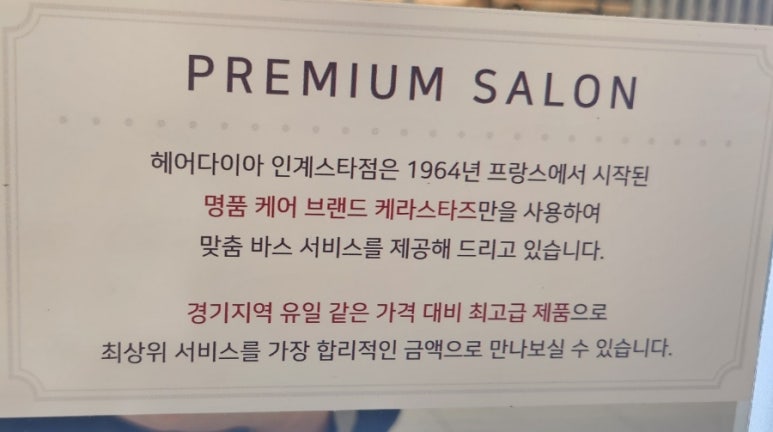 PREMIUM SALON
헤어다이아 인계스타점은 1964년 프랑스에서 시작된
명품 케어 브랜드 케라스타즈만을 사용하여
맞춤 바스 서비스를 제공해 드리고 있습니다.
경기지역 유일 같은 가격 대비 최고급 제품으로
최상위 서비스를 가장 합리적인 금액으로 만나보실 수 있습니다.